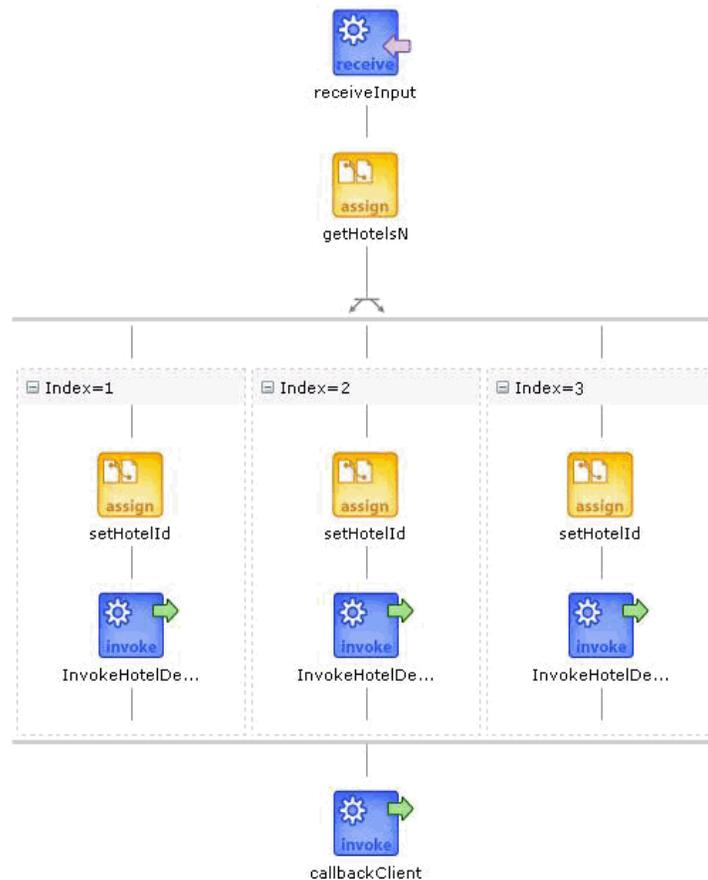 receive
receiveInput
assign
getHotelsN
Index=1
Index=2
Index=3
assign
assign
assign
setHotelId
setHotelId
setHotelId
invoke
invoke
invoke
InvokeHotelDe...
InvokeHotelDe...
InvokeHotelDe...
invoke
callbackClient